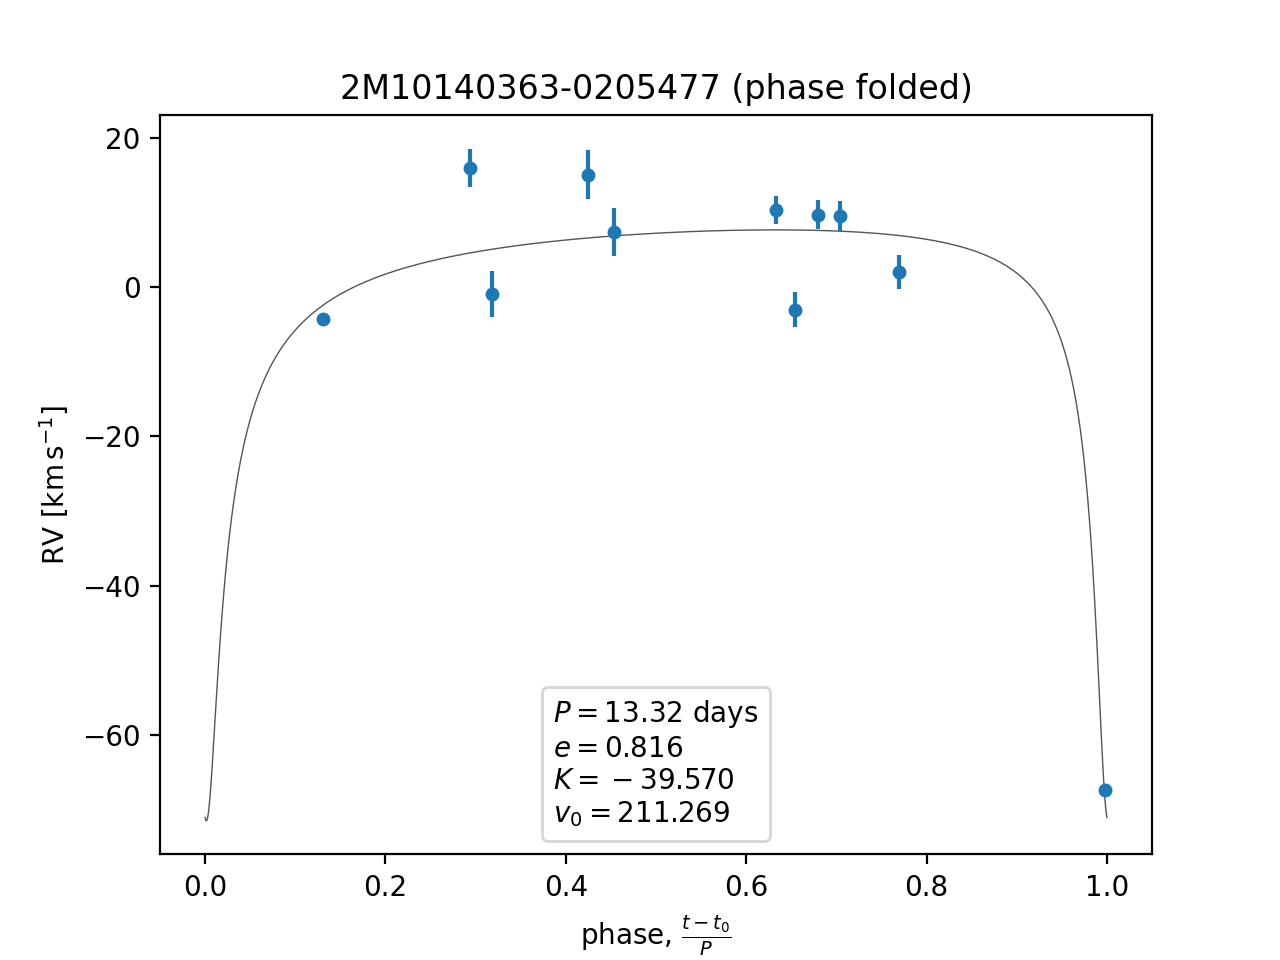 2M10140363-0205477 (phase folded)
20
0
−20
−40
−60
RV [km s⁻¹]
P = 13.32 days
e = 0.816
K = − 39.570
v₀ = 211.269
0.0 0.2 0.4 0.6 0.8 1.0
phase, (t − t₀)/P